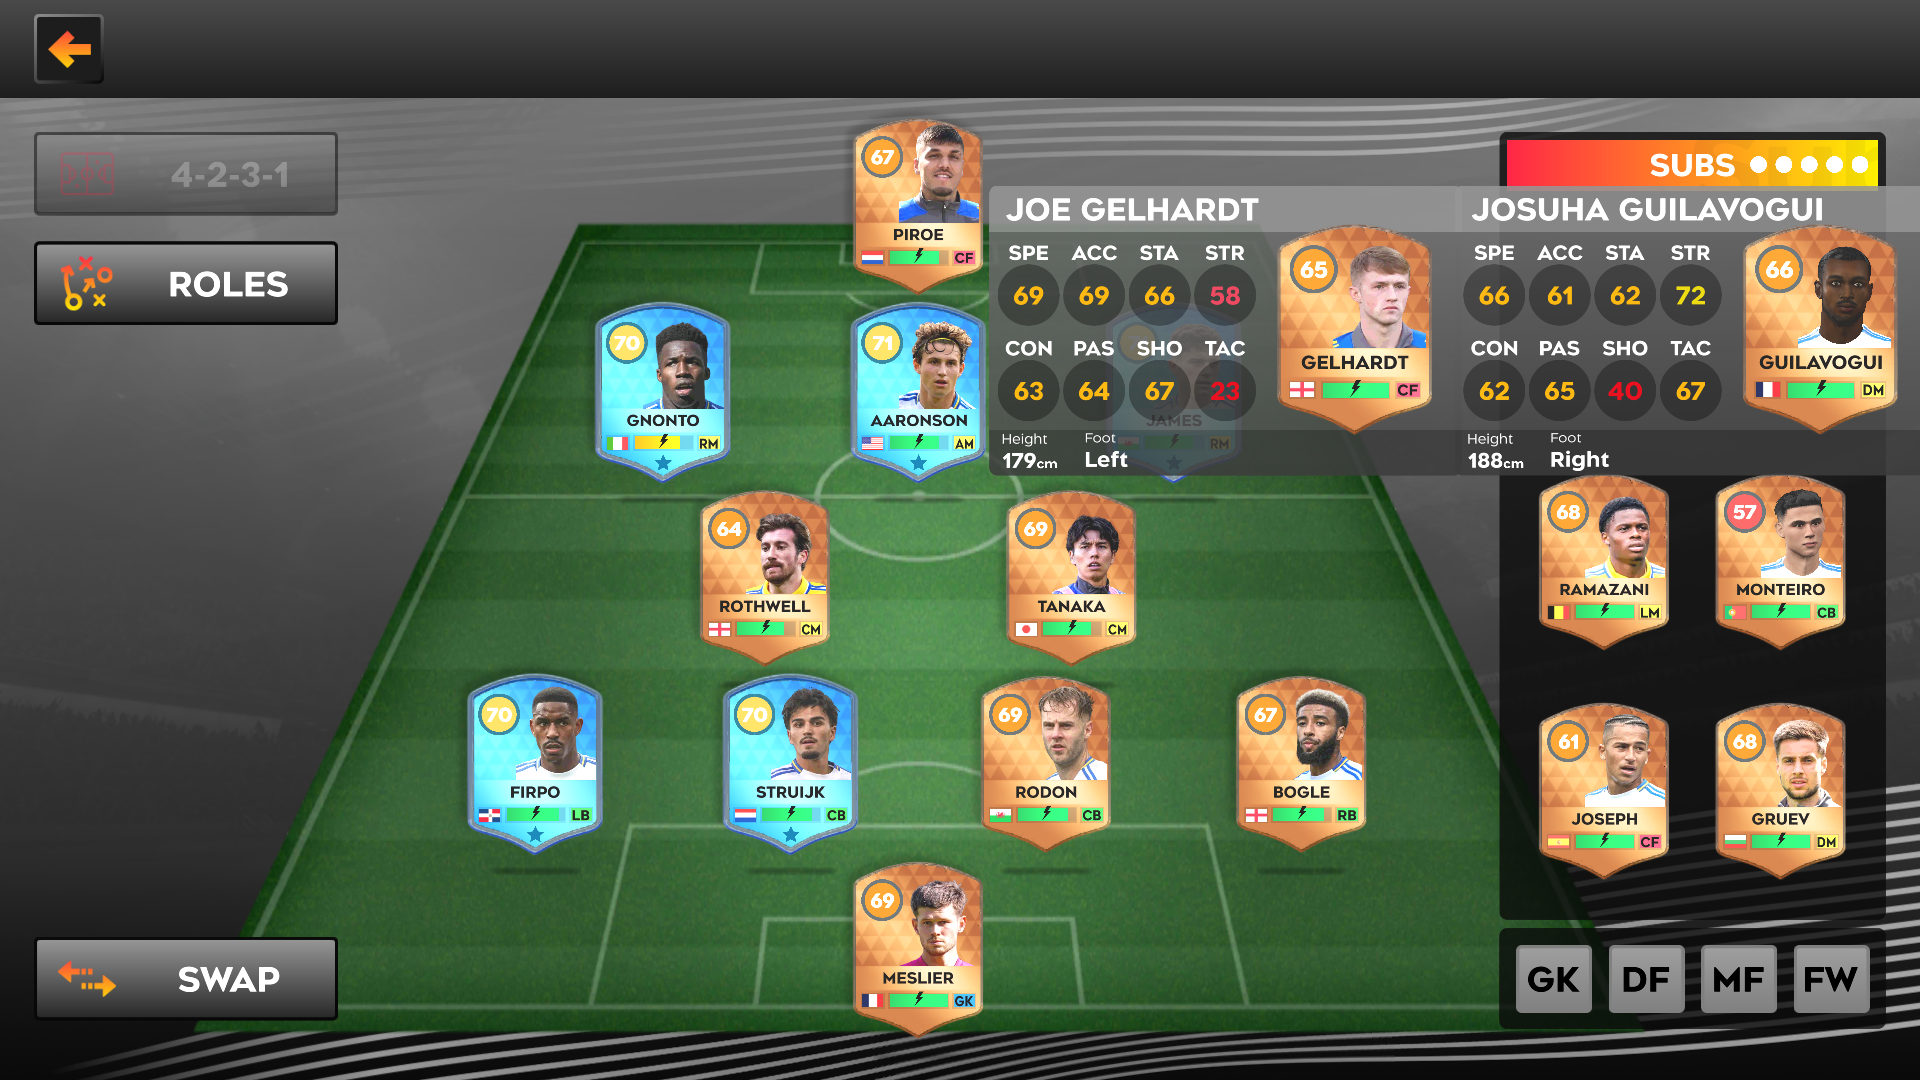 4-2-3-1
ROLES
SWAP
67
PIROE
CF
70
GNONTO
RM
71
AARONSON
AM
JAMES
RM
64
ROTHWELL
CM
69
TANAKA
CM
70
FIRPO
LB
70
STRUIJK
CB
69
RODON
CB
67
BOGLE
RB
69
MESLIER
GK
SUBS
JOE GELHARDT
SPE ACC STA STR
69 69 66 58
CON PAS SHO TAC
63 64 67 23
Height Foot
179cm Left
65
GELHARDT
CF
JOSUHA GUILAVOGUI
SPE ACC STA STR
66 61 62 72
CON PAS SHO TAC
62 65 40 67
Height Foot
188cm Right
66
GUILAVOGUI
DM
68
RAMAZANI
LM
57
MONTEIRO
CB
61
JOSEPH
CF
68
GRUEV
DM
GK DF MF FW